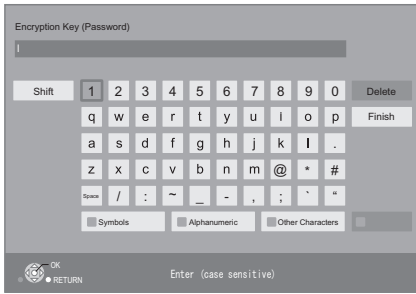 Encryption Key (Password)
Shift 1 2 3 4 5 6 7 8 9 0 Delete
q w e r t y u i o p Finish
a s d f g h j k l .
z x c v b n m @ * #
Space / : ~ _ - , ; ` “
Symbols Alphanumeric Other Characters
OK
RETURN
Enter (case sensitive)